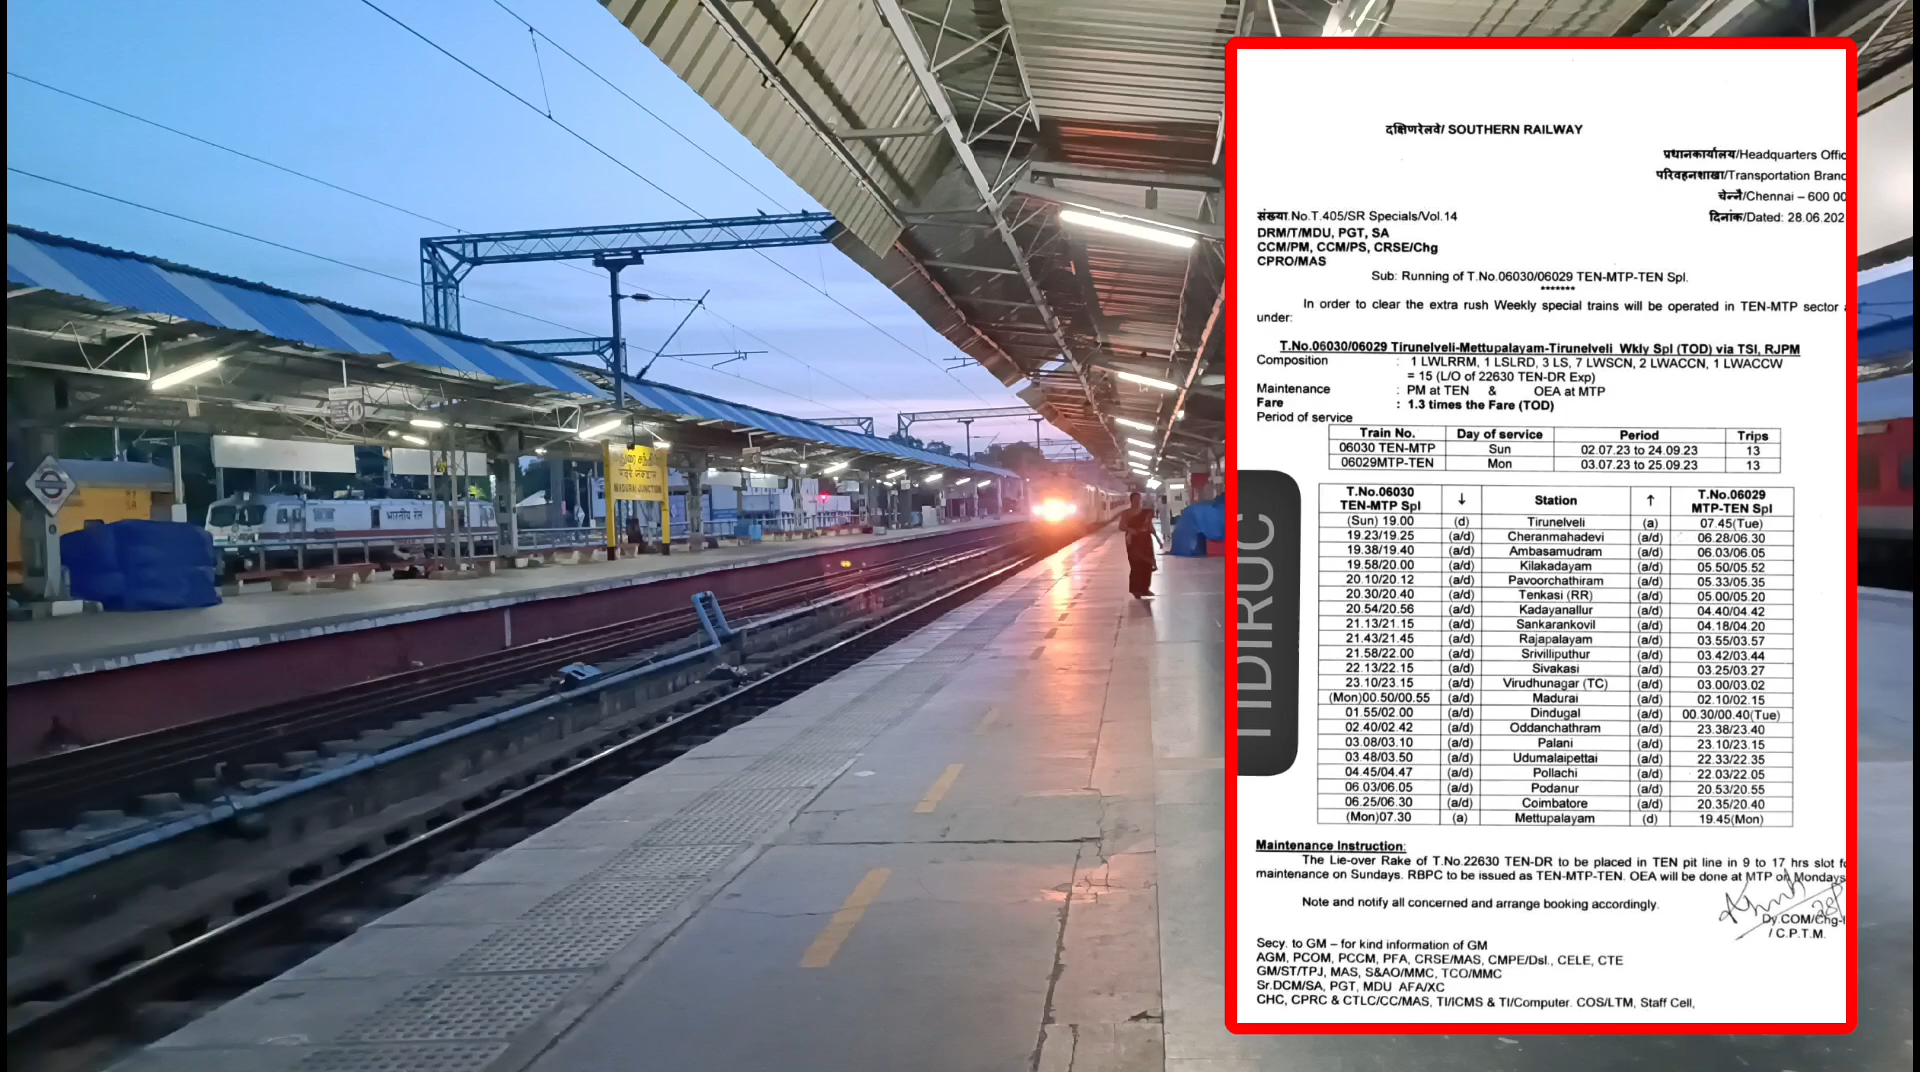 भारतीय रेल
MADURAI JUNCTION
दक्षिणरेलवे/ SOUTHERN RAILWAY
प्रधानकार्यालय/Headquarters Offic
परिवहनशाखा/Transportation Branc
चेन्नै/Chennai – 600 00
संख्या.No.T.405/SR Specials/Vol.14
दिनांक/Dated: 28.06.202
DRM/T/MDU, PGT, SA
CCM/PM, CCM/PS, CRSE/Chg
CPRO/MAS
Sub: Running of T.No.06030/06029 TEN-MTP-TEN Spl.
*******
In order to clear the extra rush Weekly special trains will be operated in TEN-MTP sector a
under:
T.No.06030/06029 Tirunelveli-Mettupalayam-Tirunelveli Wkly Spl (TOD) via TSI, RJPM
Composition : 1 LWLRRM, 1 LSLRD, 3 LS, 7 LWSCN, 2 LWACCN, 1 LWACCW
= 15 (L/O of 22630 TEN-DR Exp)
Maintenance : PM at TEN & OEA at MTP
Fare : 1.3 times the Fare (TOD)
Period of service
Train No. Day of service Period Trips
06030 TEN-MTP Sun 02.07.23 to 24.09.23 13
06029MTP-TEN Mon 03.07.23 to 25.09.23 13
T.No.06030 ↓ Station ↑ T.No.06029
TEN-MTP Spl MTP-TEN Spl
(Sun) 19.00 (d) Tirunelveli (a) 07.45(Tue)
19.23/19.25 (a/d) Cheranmahadevi (a/d) 06.28/06.30
19.38/19.40 (a/d) Ambasamudram (a/d) 06.03/06.05
19.58/20.00 (a/d) Kilakadayam (a/d) 05.50/05.52
20.10/20.12 (a/d) Pavoorchathiram (a/d) 05.33/05.35
20.30/20.40 (a/d) Tenkasi (RR) (a/d) 05.00/05.20
20.54/20.56 (a/d) Kadayanallur (a/d) 04.40/04.42
21.13/21.15 (a/d) Sankarankovil (a/d) 04.18/04.20
21.43/21.45 (a/d) Rajapalayam (a/d) 03.55/03.57
21.58/22.00 (a/d) Srivilliputhur (a/d) 03.42/03.44
22.13/22.15 (a/d) Sivakasi (a/d) 03.25/03.27
23.10/23.15 (a/d) Virudhunagar (TC) (a/d) 03.00/03.02
(Mon)00.50/00.55 (a/d) Madurai (a/d) 02.10/02.15
01.55/02.00 (a/d) Dindugal (a/d) 00.30/00.40(Tue)
02.40/02.42 (a/d) Oddanchathram (a/d) 23.38/23.40
03.08/03.10 (a/d) Palani (a/d) 23.10/23.15
03.48/03.50 (a/d) Udumalaipettai (a/d) 22.33/22.35
04.45/04.47 (a/d) Pollachi (a/d) 22.03/22.05
06.03/06.05 (a/d) Podanur (a/d) 20.53/20.55
06.25/06.30 (a/d) Coimbatore (a/d) 20.35/20.40
(Mon)07.30 (a) Mettupalayam (d) 19.45(Mon)
Maintenance Instruction:
The Lie-over Rake of T.No.22630 TEN-DR to be placed in TEN pit line in 9 to 17 hrs slot fo
maintenance on Sundays. RBPC to be issued as TEN-MTP-TEN. OEA will be done at MTP on Mondays
Note and notify all concerned and arrange booking accordingly.
Dy.COM/Chg-I
/ C.P.T.M.
Secy. to GM – for kind information of GM
AGM, PCOM, PCCM, PFA, CRSE/MAS, CMPE/Dsl., CELE, CTE
GM/ST/TPJ, MAS, S&AO/MMC, TCO/MMC
Sr.DCM/SA, PGT, MDU AFA/XC
CHC, CPRC & CTLC/CC/MAS, TI/ICMS & TI/Computer. COS/LTM, Staff Cell,